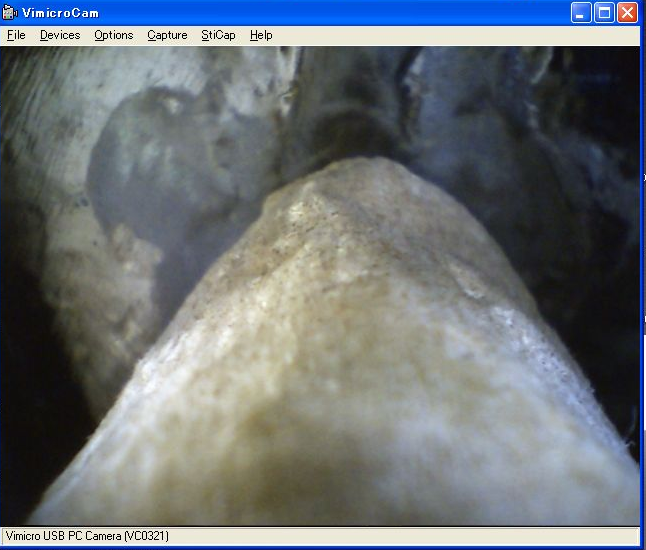 VimicroCam
File Devices Options Capture StiCap Help
Vimicro USB PC Camera (VC0321)